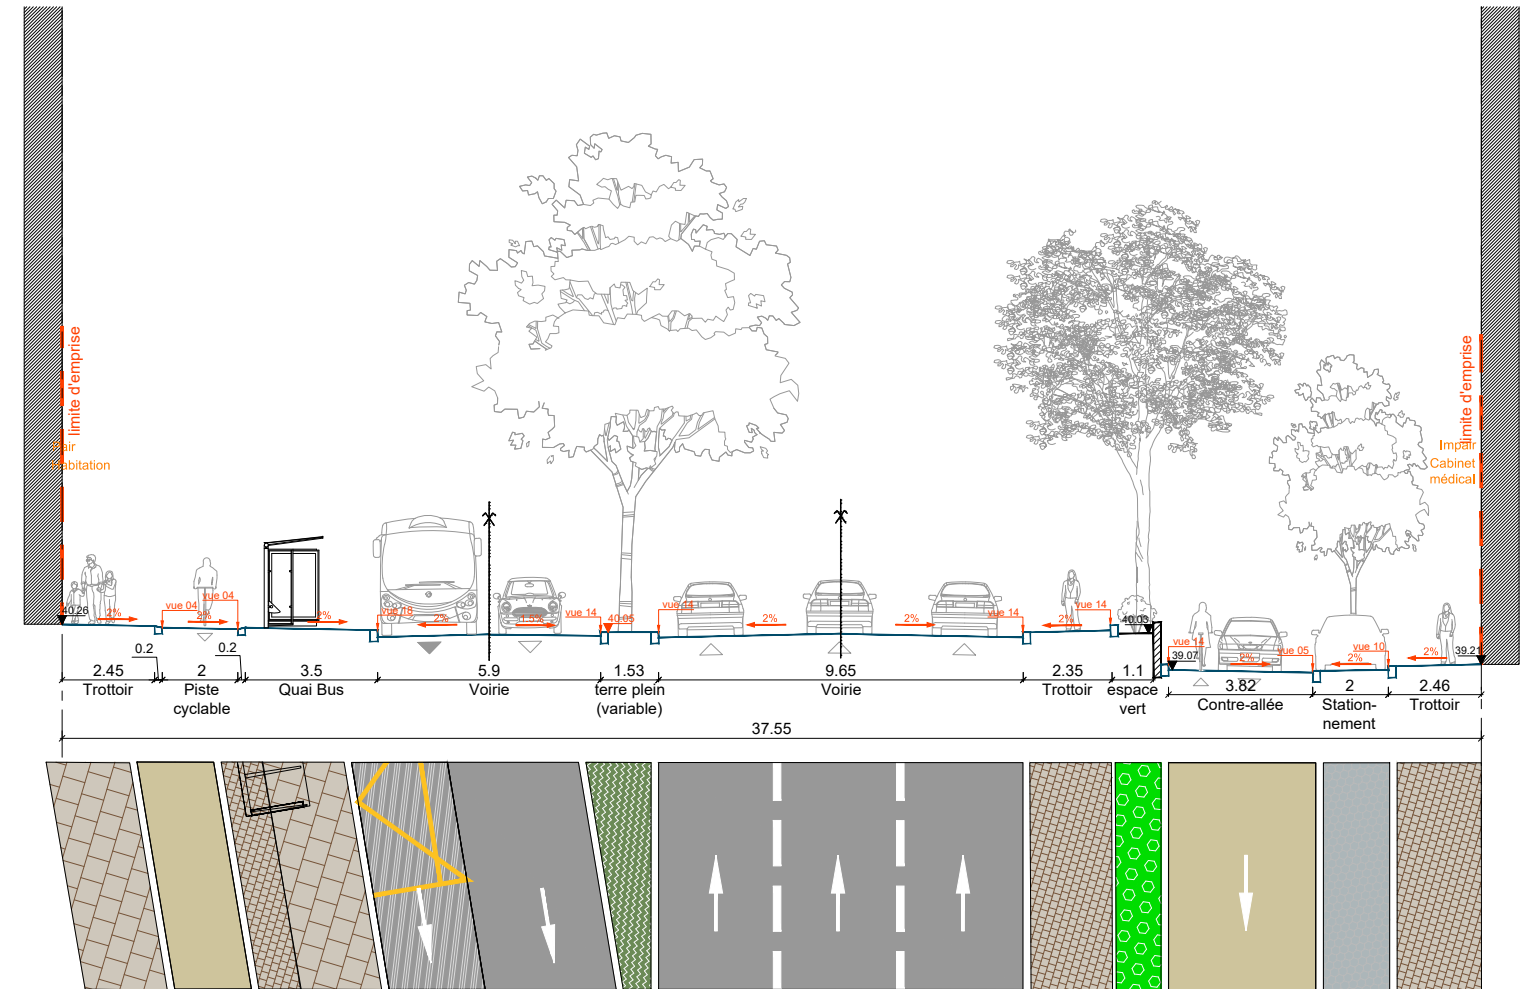 limite d'emprise
limite d'emprise
Pair
Habitation
Impair
Cabinet
médical
40.26
2%
vue 04
2%
vue 04
2%
vue 18
2%
1.5%
vue 14
40.05
vue 14
2%
2%
vue 14
2%
vue 14
40.03
vue 14
39.07
2%
vue 05
2%
vue 10
2%
39.21
0.2
0.2
2.45
2
3.5
5.9
1.53
9.65
2.35
1.1
3.82
2
2.46
Trottoir
Piste
cyclable
Quai Bus
Voirie
terre plein
(variable)
Voirie
Trottoir
espace
vert
Contre-allée
Station-
nement
Trottoir
37.55